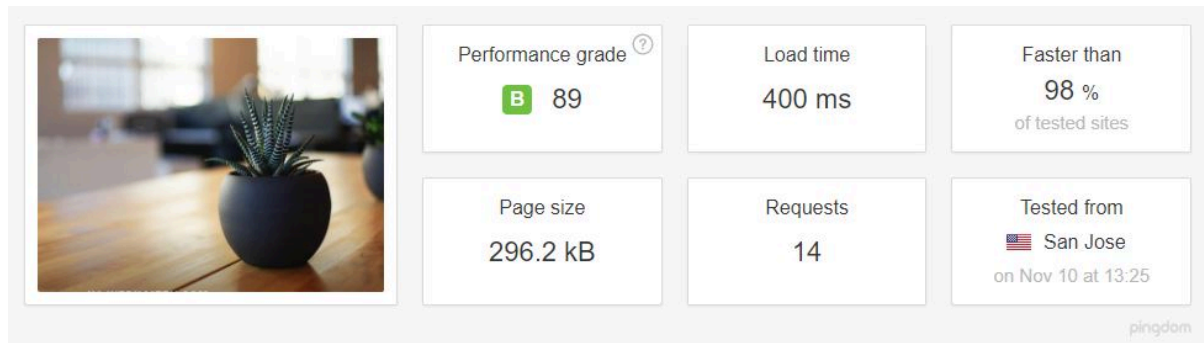 Performance grade ?
B 89
Load time
400 ms
Faster than
98 %
of tested sites
Page size
296.2 kB
Requests
14
Tested from
San Jose
on Nov 10 at 13:25
pingdom